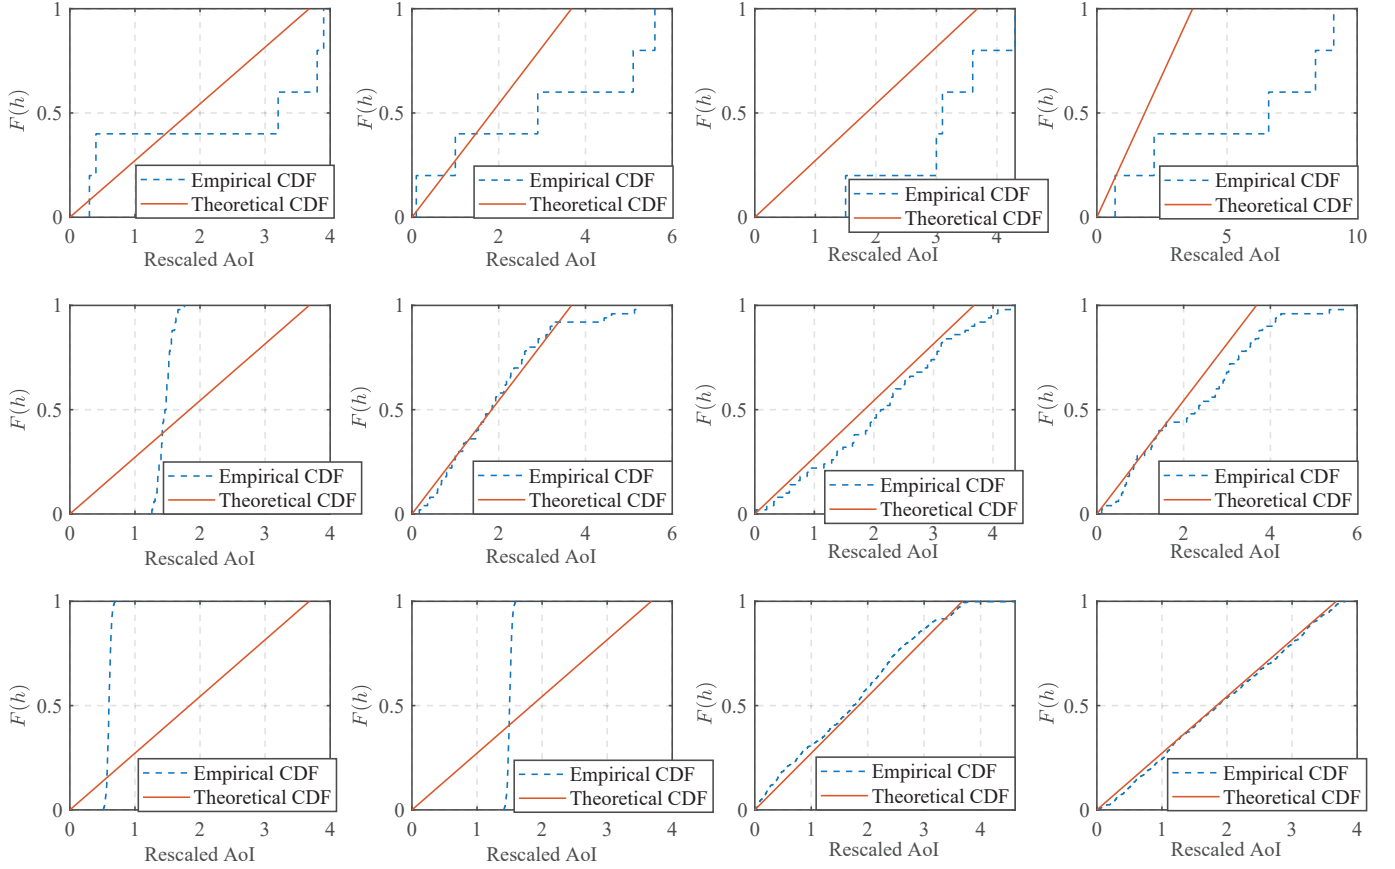 1
0.5
0
F(h)
Empirical CDF
Theoretical CDF
0 1 2 3 4
Rescaled AoI
1
0.5
0
F(h)
Empirical CDF
Theoretical CDF
0 2 4 6
Rescaled AoI
1
0.5
0
F(h)
Empirical CDF
Theoretical CDF
0 1 2 3 4
Rescaled AoI
1
0.5
0
F(h)
Empirical CDF
Theoretical CDF
0 5 10
Rescaled AoI
1
0.5
0
F(h)
Empirical CDF
Theoretical CDF
0 1 2 3 4
Rescaled AoI
1
0.5
0
F(h)
Empirical CDF
Theoretical CDF
0 2 4 6
Rescaled AoI
1
0.5
0
F(h)
Empirical CDF
Theoretical CDF
0 1 2 3 4
Rescaled AoI
1
0.5
0
F(h)
Empirical CDF
Theoretical CDF
0 2 4 6
Rescaled AoI
1
0.5
0
F(h)
Empirical CDF
Theoretical CDF
0 1 2 3 4
Rescaled AoI
1
0.5
0
F(h)
Empirical CDF
Theoretical CDF
0 1 2 3 4
Rescaled AoI
1
0.5
0
F(h)
Empirical CDF
Theoretical CDF
0 1 2 3 4
Rescaled AoI
1
0.5
0
F(h)
Empirical CDF
Theoretical CDF
0 1 2 3 4
Rescaled AoI